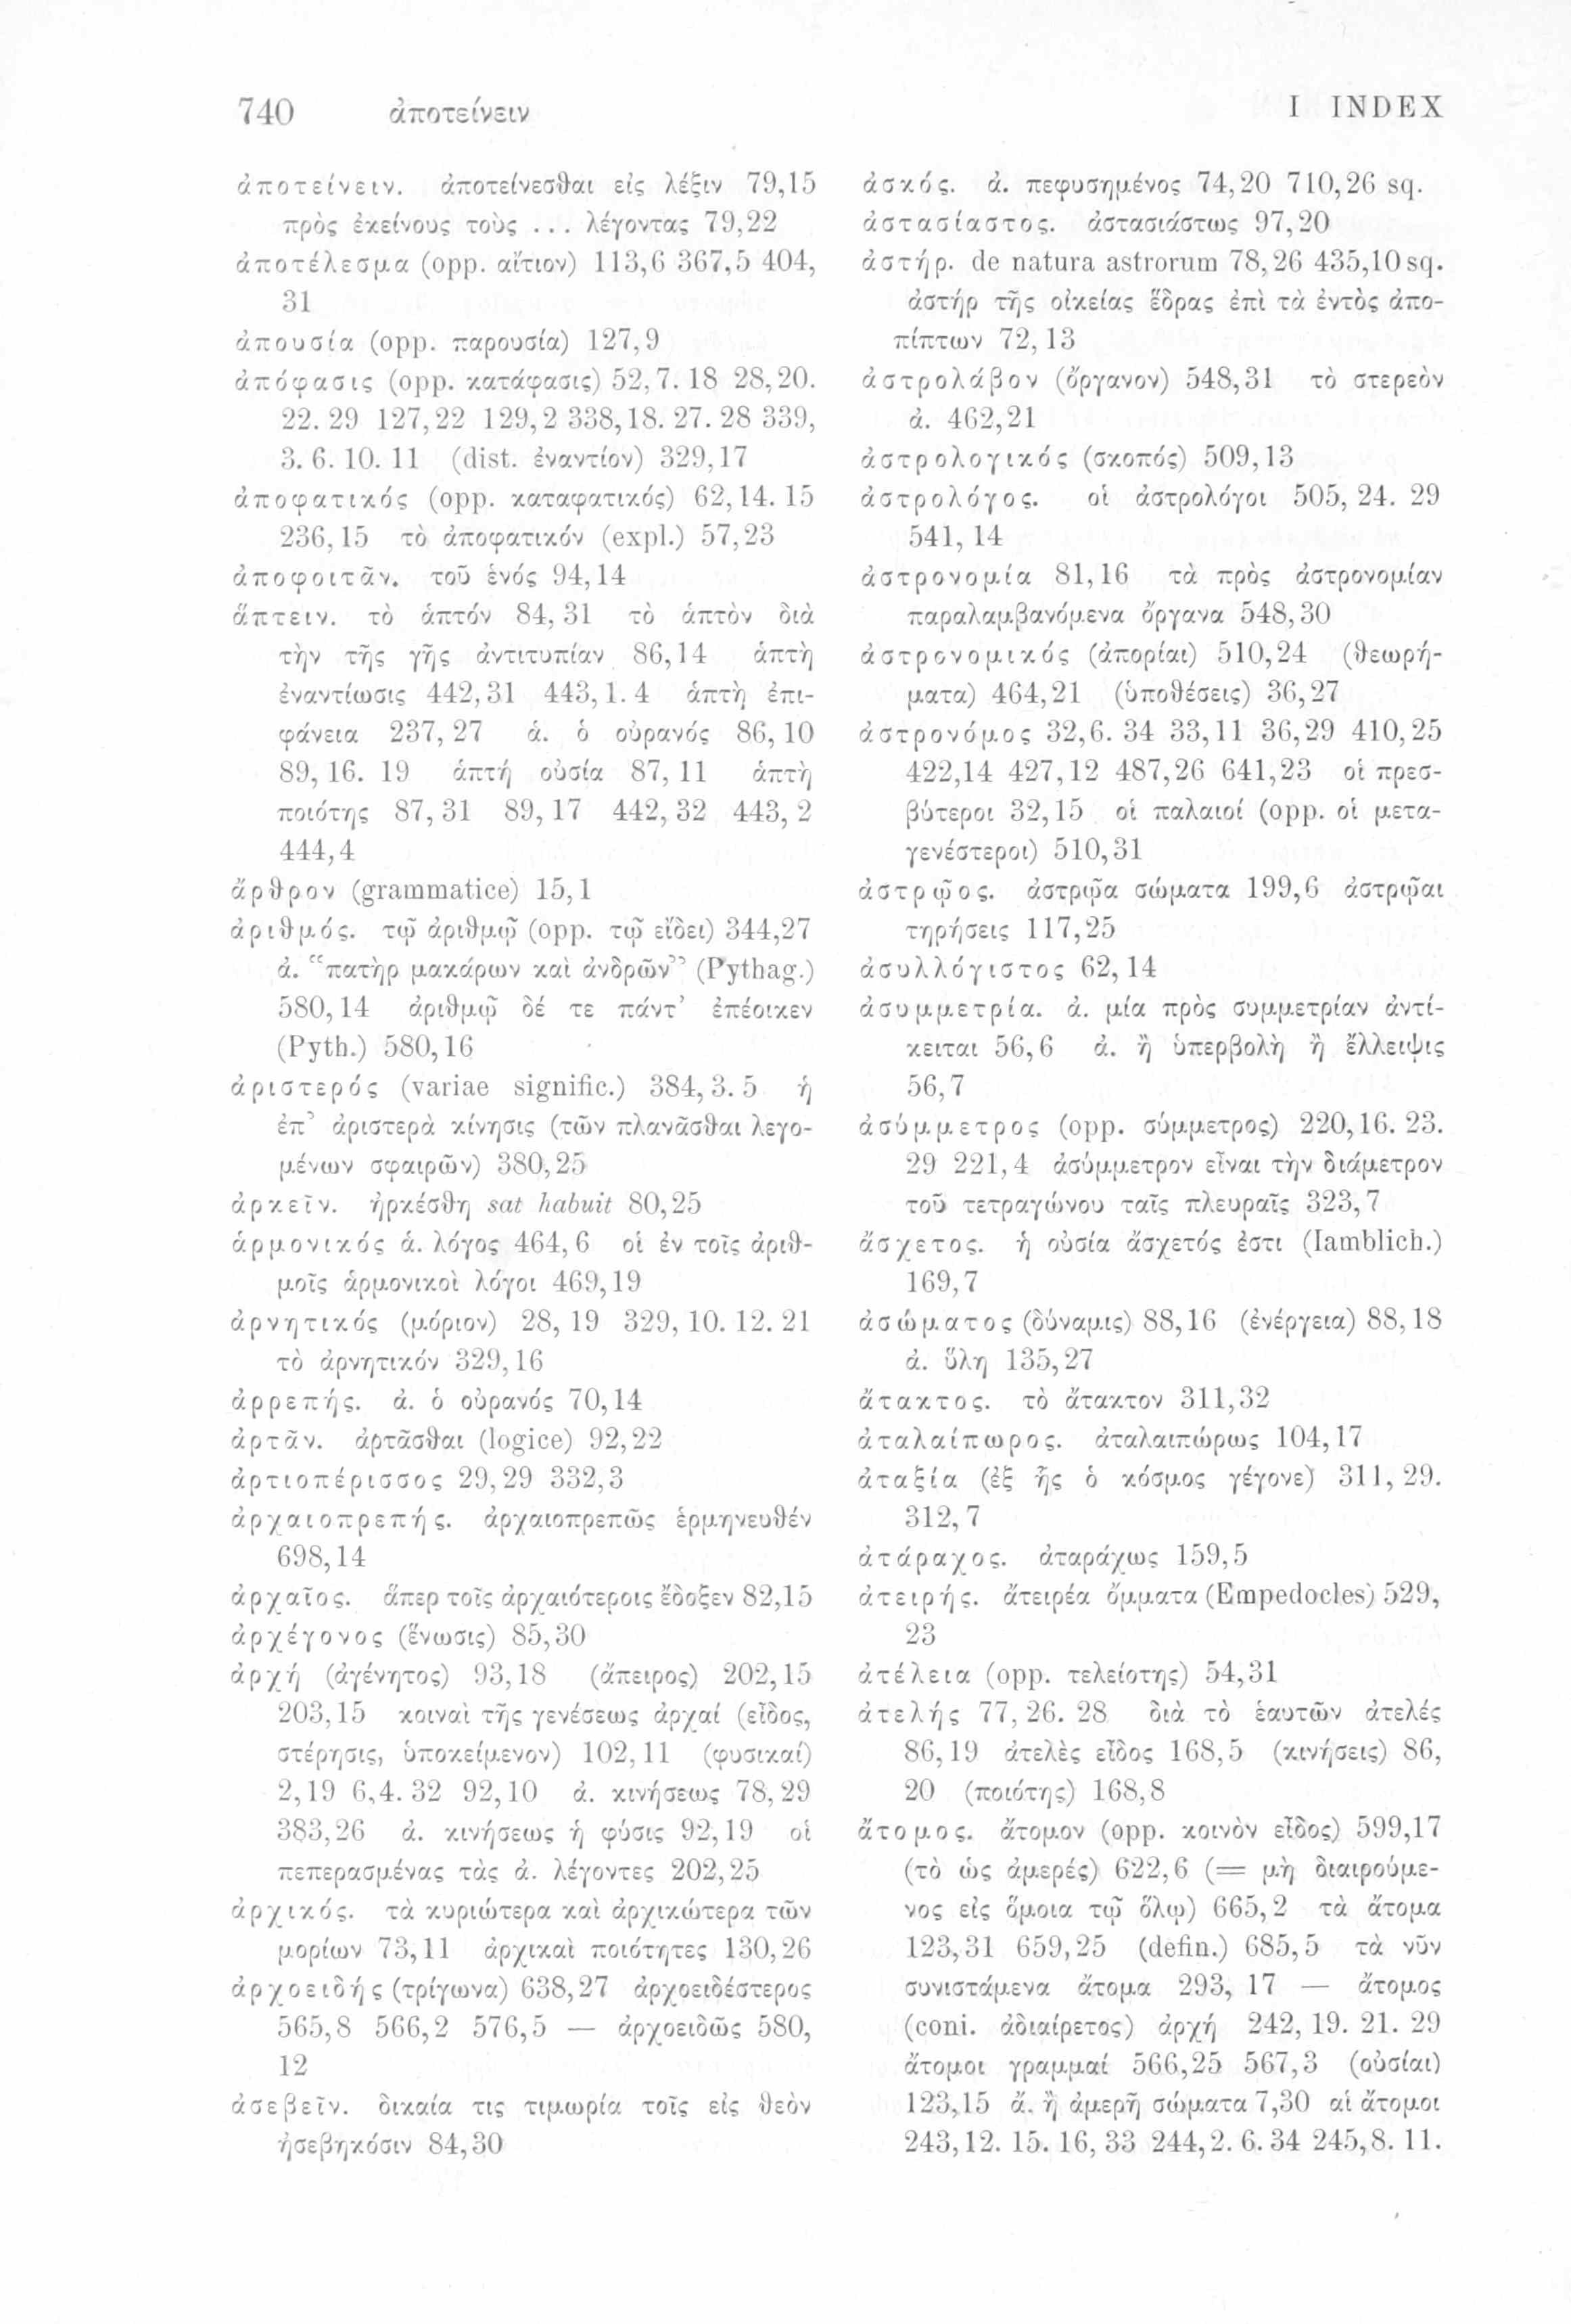 740 ἀποτείνειν I INDEX
ἀποτείνειν. ἀποτείνεσθαι εἰς λέξιν 79,15
πρὸς ἐκείνους τοὺς ... λέγοντας 79,22
ἀποτέλεσμα (opp. αἴτιον) 113,6 367,5 404,
31
ἀπουσία (opp. παρουσία) 127,9
ἀπόφασις (opp. κατάφασις) 52,7. 18 28,20.
22. 29 127,22 129,2 338,18. 27. 28 339,
3. 6. 10. 11 (dist. ἐναντίον) 329,17
ἀποφατικός (opp. καταφατικός) 62,14. 15
236,15 τὸ ἀποφατικόν (expl.) 57,23
ἀποφοιτᾶν. τοῦ ἑνός 94,14
ἅπτειν. τὸ ἁπτόν 84,31 τὸ ἁπτὸν διὰ
τὴν τῆς γῆς ἀντιτυπίαν 86,14 ἁπτὴ
ἐναντίωσις 442,31 443,1. 4 ἁπτὴ ἐπι-
φάνεια 237,27 ἁ. ὁ οὐρανός 86,10
89,16. 19 ἁπτή οὐσία 87,11 ἁπτὴ
ποιότης 87,31 89,17 442,32 443,2
444,4
ἄρθρον (grammatice) 15,1
ἀριθμός. τῷ ἀριθμῷ (opp. τῷ εἴδει) 344,27
ἀ. “πατὴρ μακάρων καὶ ἀνδρῶν” (Pythag.)
580,14 ἀριθμῷ δέ τε πάντ’ ἐπέοικεν
(Pyth.) 580,16
ἀριστερός (variae signific.) 384,3. 5 ἡ
ἐπ’ ἀριστερὰ κίνησις (τῶν πλανᾶσθαι λεγο-
μένων σφαιρῶν) 380,25
ἀρκεῖν. ἠρκέσθη sat habuit 80,25
ἁρμονικός ἁ. λόγος 464,6 οἱ ἐν τοῖς ἀριθ-
μοῖς ἁρμονικοὶ λόγοι 469,19
ἀρνητικός (μόριον) 28,19 329,10. 12. 21
τὸ ἀρνητικόν 329,16
ἀρρεπής. ἀ. ὁ οὐρανός 70,14
ἀρτᾶν. ἀρτᾶσθαι (logice) 92,22
ἀρτιοπέρισσος 29,29 332,3
ἀρχαιοπρεπής. ἀρχαιοπρεπῶς ἑρμηνευθέν
698,14
ἀρχαῖος. ἅπερ τοῖς ἀρχαιότεροις ἔδοξεν 82,15
ἀρχέγονος (ἕνωσις) 85,30
ἀρχή (ἀγένητος) 93,18 (ἄπειρος) 202,15
203,15 κοιναὶ τῆς γενέσεως ἀρχαί (εἶδος,
στέρησις, ὑποκείμενον) 102,11 (φυσικαί)
2,19 6,4. 32 92,10 ἀ. κινήσεως 78,29
383,26 ἀ. κινήσεως ἡ φύσις 92,19 οἱ
πεπερασμένας τὰς ἀ. λέγοντες 202,25
ἀρχικός. τὰ κυριώτερα καὶ ἀρχικώτερα τῶν
μορίων 73,11 ἀρχικαὶ ποιότητες 130,26
ἀρχοειδής (τρίγωνα) 638,27 ἀρχοειδέστερος
565,8 566,2 576,5 — ἀρχοειδῶς 580,
12
ἀσεβεῖν. δικαία τις τιμωρία τοῖς εἰς θεὸν
ἠσεβηκόσιν 84,30
ἀσκός. ἀ. πεφυσημένος 74,20 710,26 sq.
ἀστασίαστος. ἀστασιάστως 97,20
ἀστήρ. de natura astrorum 78,26 435,10 sq.
ἀστήρ τῆς οἰκείας ἕδρας ἐπὶ τὰ ἐντὸς ἀπο-
πίπτων 72,13
ἀστρολάβον (ὄργανον) 548,31 τὸ στερεὸν
ἀ. 462,21
ἀστρολογικός (σκοπός) 509,13
ἀστρολόγος. οἱ ἀστρολόγοι 505,24. 29
541,14
ἀστρονομία 81,16 τὰ πρὸς ἀστρονομίαν
παραλαμβανόμενα ὄργανα 548,30
ἀστρονομικός (ἀπορίαι) 510,24 (θεωρή-
ματα) 464,21 (ὑποθέσεις) 36,27
ἀστρονόμος 32,6. 34 33,11 36,29 410,25
422,14 427,12 487,26 641,23 οἱ πρεσ-
βύτεροι 32,15 οἱ παλαιοί (opp. οἱ μετα-
γενέστεροι) 510,31
ἀστρῷος. ἀστρῷα σώματα 199,6 ἀστρῷαι
τηρήσεις 117,25
ἀσυλλόγιστος 62,14
ἀσυμμετρία. ἀ. μία πρὸς συμμετρίαν ἀντί-
κειται 56,6 ἀ. ἢ ὑπερβολὴ ἢ ἔλλειψις
56,7
ἀσύμμετρος (opp. σύμμετρος) 220,16. 23.
29 221,4 ἀσύμμετρον εἶναι τὴν διάμετρον
τοῦ τετραγώνου ταῖς πλευραῖς 323,7
ἄσχετος. ἡ οὐσία ἄσχετός ἐστι (Iamblich.)
169,7
ἀσώματος (δύναμις) 88,16 (ἐνέργεια) 88,18
ἀ. ὕλη 135,27
ἄτακτος. τὸ ἄτακτον 311,32
ἀταλαίπωρος. ἀταλαιπώρως 104,17
ἀταξία (ἐξ ἧς ὁ κόσμος γέγονε) 311,29.
312,7
ἀτάραχος. ἀταράχως 159,5
ἀτειρής. ἄτειρέα ὄμματα (Empedocles) 529,
23
ἀτέλεια (opp. τελείοτης) 54,31
ἀτελής 77,26. 28 διὰ τὸ ἑαυτῶν ἀτελές
86,19 ἀτελὲς εἶδος 168,5 (κινήσεις) 86,
20 (ποιότης) 168,8
ἄτομος. ἄτομον (opp. κοινὸν εἶδος) 599,17
(τὸ ὡς ἀμερές) 622,6 (= μὴ διαιρούμε-
νος εἰς ὅμοια τῷ ὅλῳ) 665,2 τὰ ἄτομα
123,31 659,25 (defin.) 685,5 τὰ νῦν
συνιστάμενα ἄτομα 293,17 — ἄτομος
(coni. ἀδιαίρετος) ἀρχή 242,19. 21. 29
ἄτομοι γραμμαί 566,25 567,3 (οὐσίαι)
123,15 ἄ. ἢ ἀμερῆ σώματα 7,30 αἱ ἄτομοι
243,12. 15. 16, 33 244,2. 6. 34 245,8. 11.